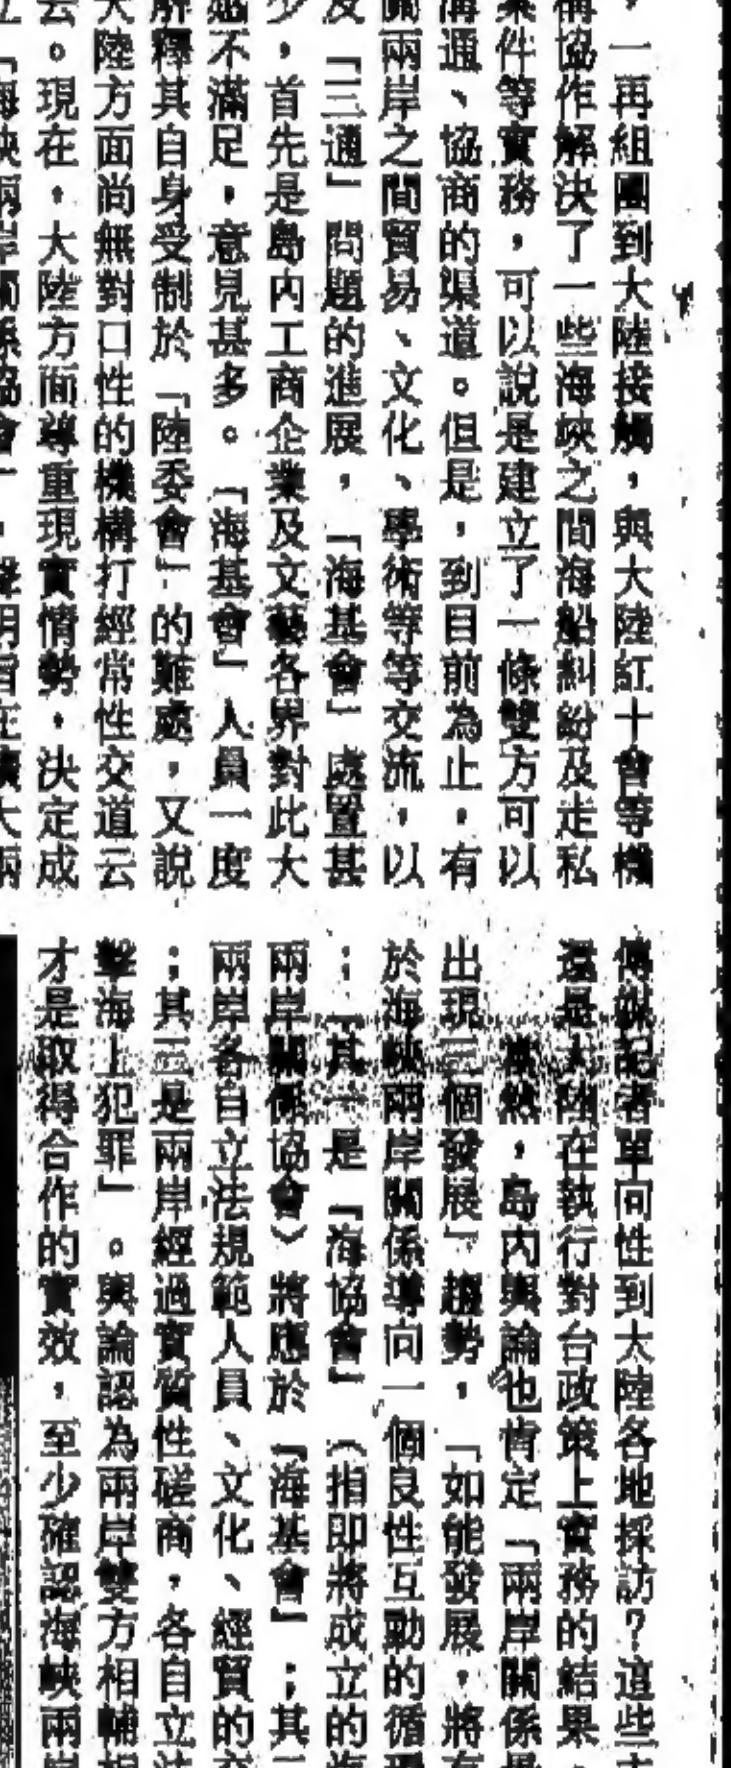 ，一再組團到大陸接觸，與大陸紅十會等機
構協作解決了一些海峽之間海船糾紛及走私
案件等實務，可以說是建立了一條雙方可以
溝通、協商的渠道。但是，到目前為止，有
關兩岸之間貿易、文化、學術等等交流，以
及「三通」問題的進展，「海基會」處置甚
少，首先是島內工商企業及文藝各界對此大
感不滿足，意見甚多。「海基會」人員一度
解釋其自身受制於「陸委會」的難處，又說
大陸方面尚無對口性的機構打經常性交道云
云。現在，大陸方面尊重現實情勢，決定成
立「海峽兩岸關係協會」，聲明旨在擴大兩
傳媒記者單向性到大陸各地採訪？這些
還是大陸在執行對台政策上實務的結果，
，島內輿論也肯定「兩岸關係
出現三個發展」趨勢，「如能發展，將
於海峽兩岸關係導向一個良性互動的循
：「其一是「海協會」（指即將成立的
兩岸關係協會）將應於「海基會」；其
兩岸各自立法規範人員、文化、經貿的
；其三是兩岸經過實質性磋商，各自立
擊海上犯罪」。輿論認為兩岸雙方相輔
才是取得合作的實效，至少確認海峽兩